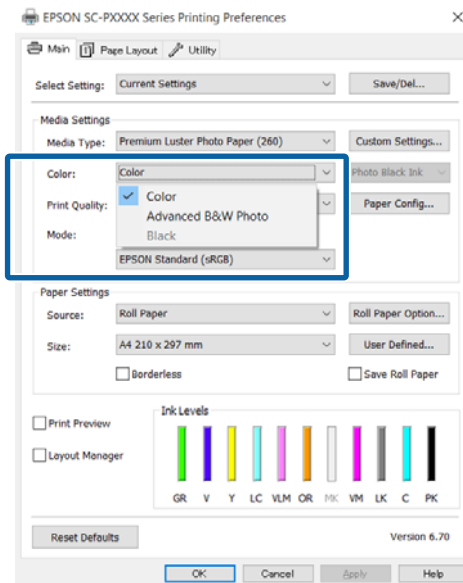 EPSON SC-PXXXX Series Printing Preferences
Main Page Layout Utility
Select Setting: Current Settings Save/Del...
Media Settings
Media Type: Premium Luster Photo Paper (260) Custom Settings...
Color: Color Photo Black Ink
Color
Print Quality: Paper Config...
Advanced B&W Photo
Mode: Black
EPSON Standard (sRGB)
Paper Settings
Source: Roll Paper Roll Paper Option...
Size: A4 210 x 297 mm User Defined...
Borderless Save Roll Paper
Ink Levels
Print Preview
Layout Manager
GR V Y LC VLM OR MK VM LK C PK
Reset Defaults Version 6.70
OK Cancel Apply Help